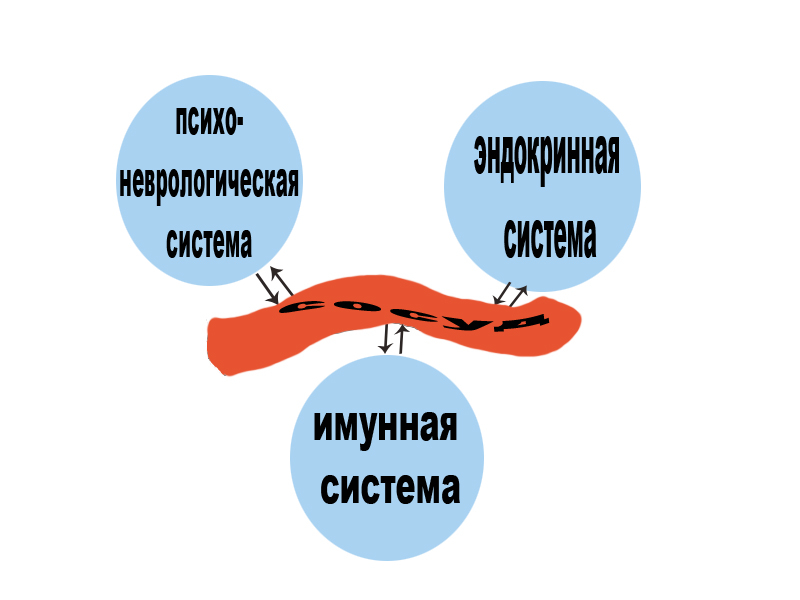 психо-
неврологическая
система
эндокринная
система
сосуд
имунная
система